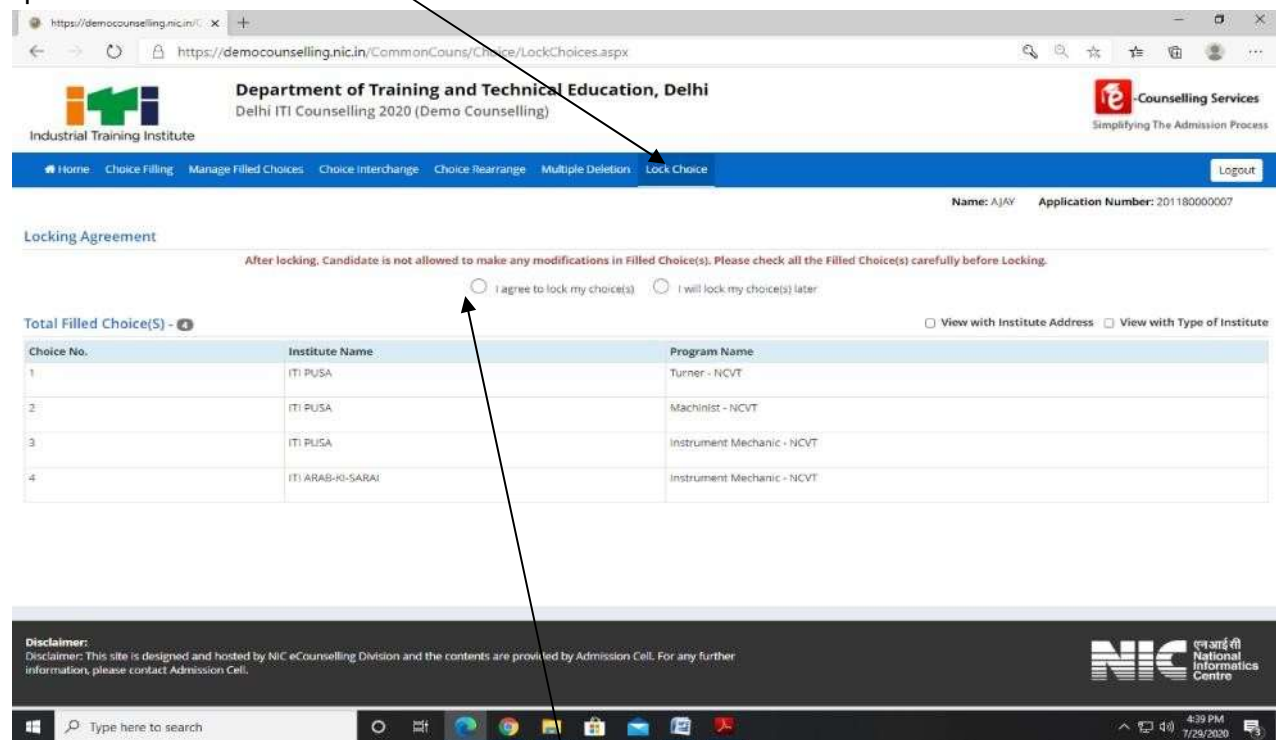 https://democounselling.nic.in/C
https://democounselling.nic.in/CommonCouns/Choice/LockChoices.aspx
iTi
Industrial Training Institute
Department of Training and Technical Education, Delhi
Delhi ITI Counselling 2020 (Demo Counselling)
e -Counselling Services
Simplifying The Admission Process
Home Choice Filling Manage Filled Choices Choice Interchange Choice Rearrange Multiple Deletion Lock Choice Logout
Name: AJAY Application Number: 201180000007
Locking Agreement
After locking, Candidate is not allowed to make any modifications in Filled Choice(s). Please check all the Filled Choice(s) carefully before Locking.
I agree to lock my choice(s) I will lock my choice(s) later
Total Filled Choice(S) - 4 View with Institute Address View with Type of Institute
Choice No. Institute Name Program Name
1 ITI PUSA Turner - NCVT
2 ITI PUSA Machinist - NCVT
3 ITI PUSA Instrument Mechanic - NCVT
4 ITI ARAB-KI-SARAI Instrument Mechanic - NCVT
Disclaimer:
Disclaimer: This site is designed and hosted by NIC eCounselling Division and the contents are provided by Admission Cell. For any further
information, please contact Admission Cell.
NIC
एन आई सी
National
Informatics
Centre
Type here to search
4:39 PM
7/29/2020
3